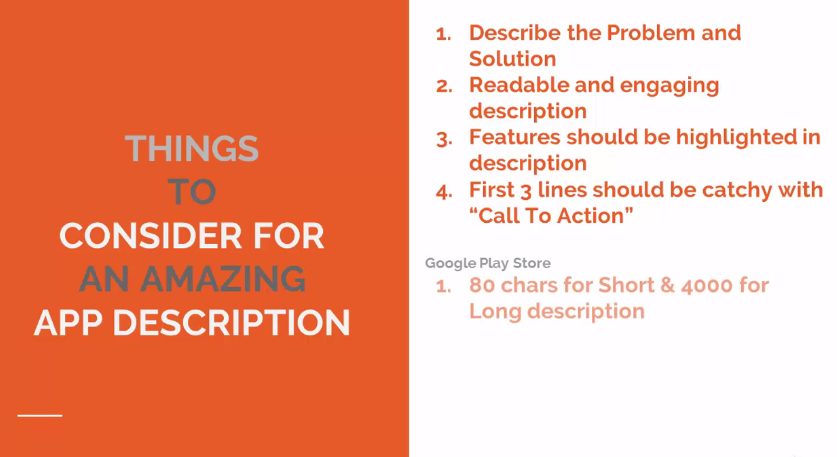 THINGS
TO
CONSIDER FOR
AN AMAZING
APP DESCRIPTION
1. Describe the Problem and
Solution
2. Readable and engaging
description
3. Features should be highlighted in
description
4. First 3 lines should be catchy with
“Call To Action”
Google Play Store
1. 80 chars for Short & 4000 for
Long description